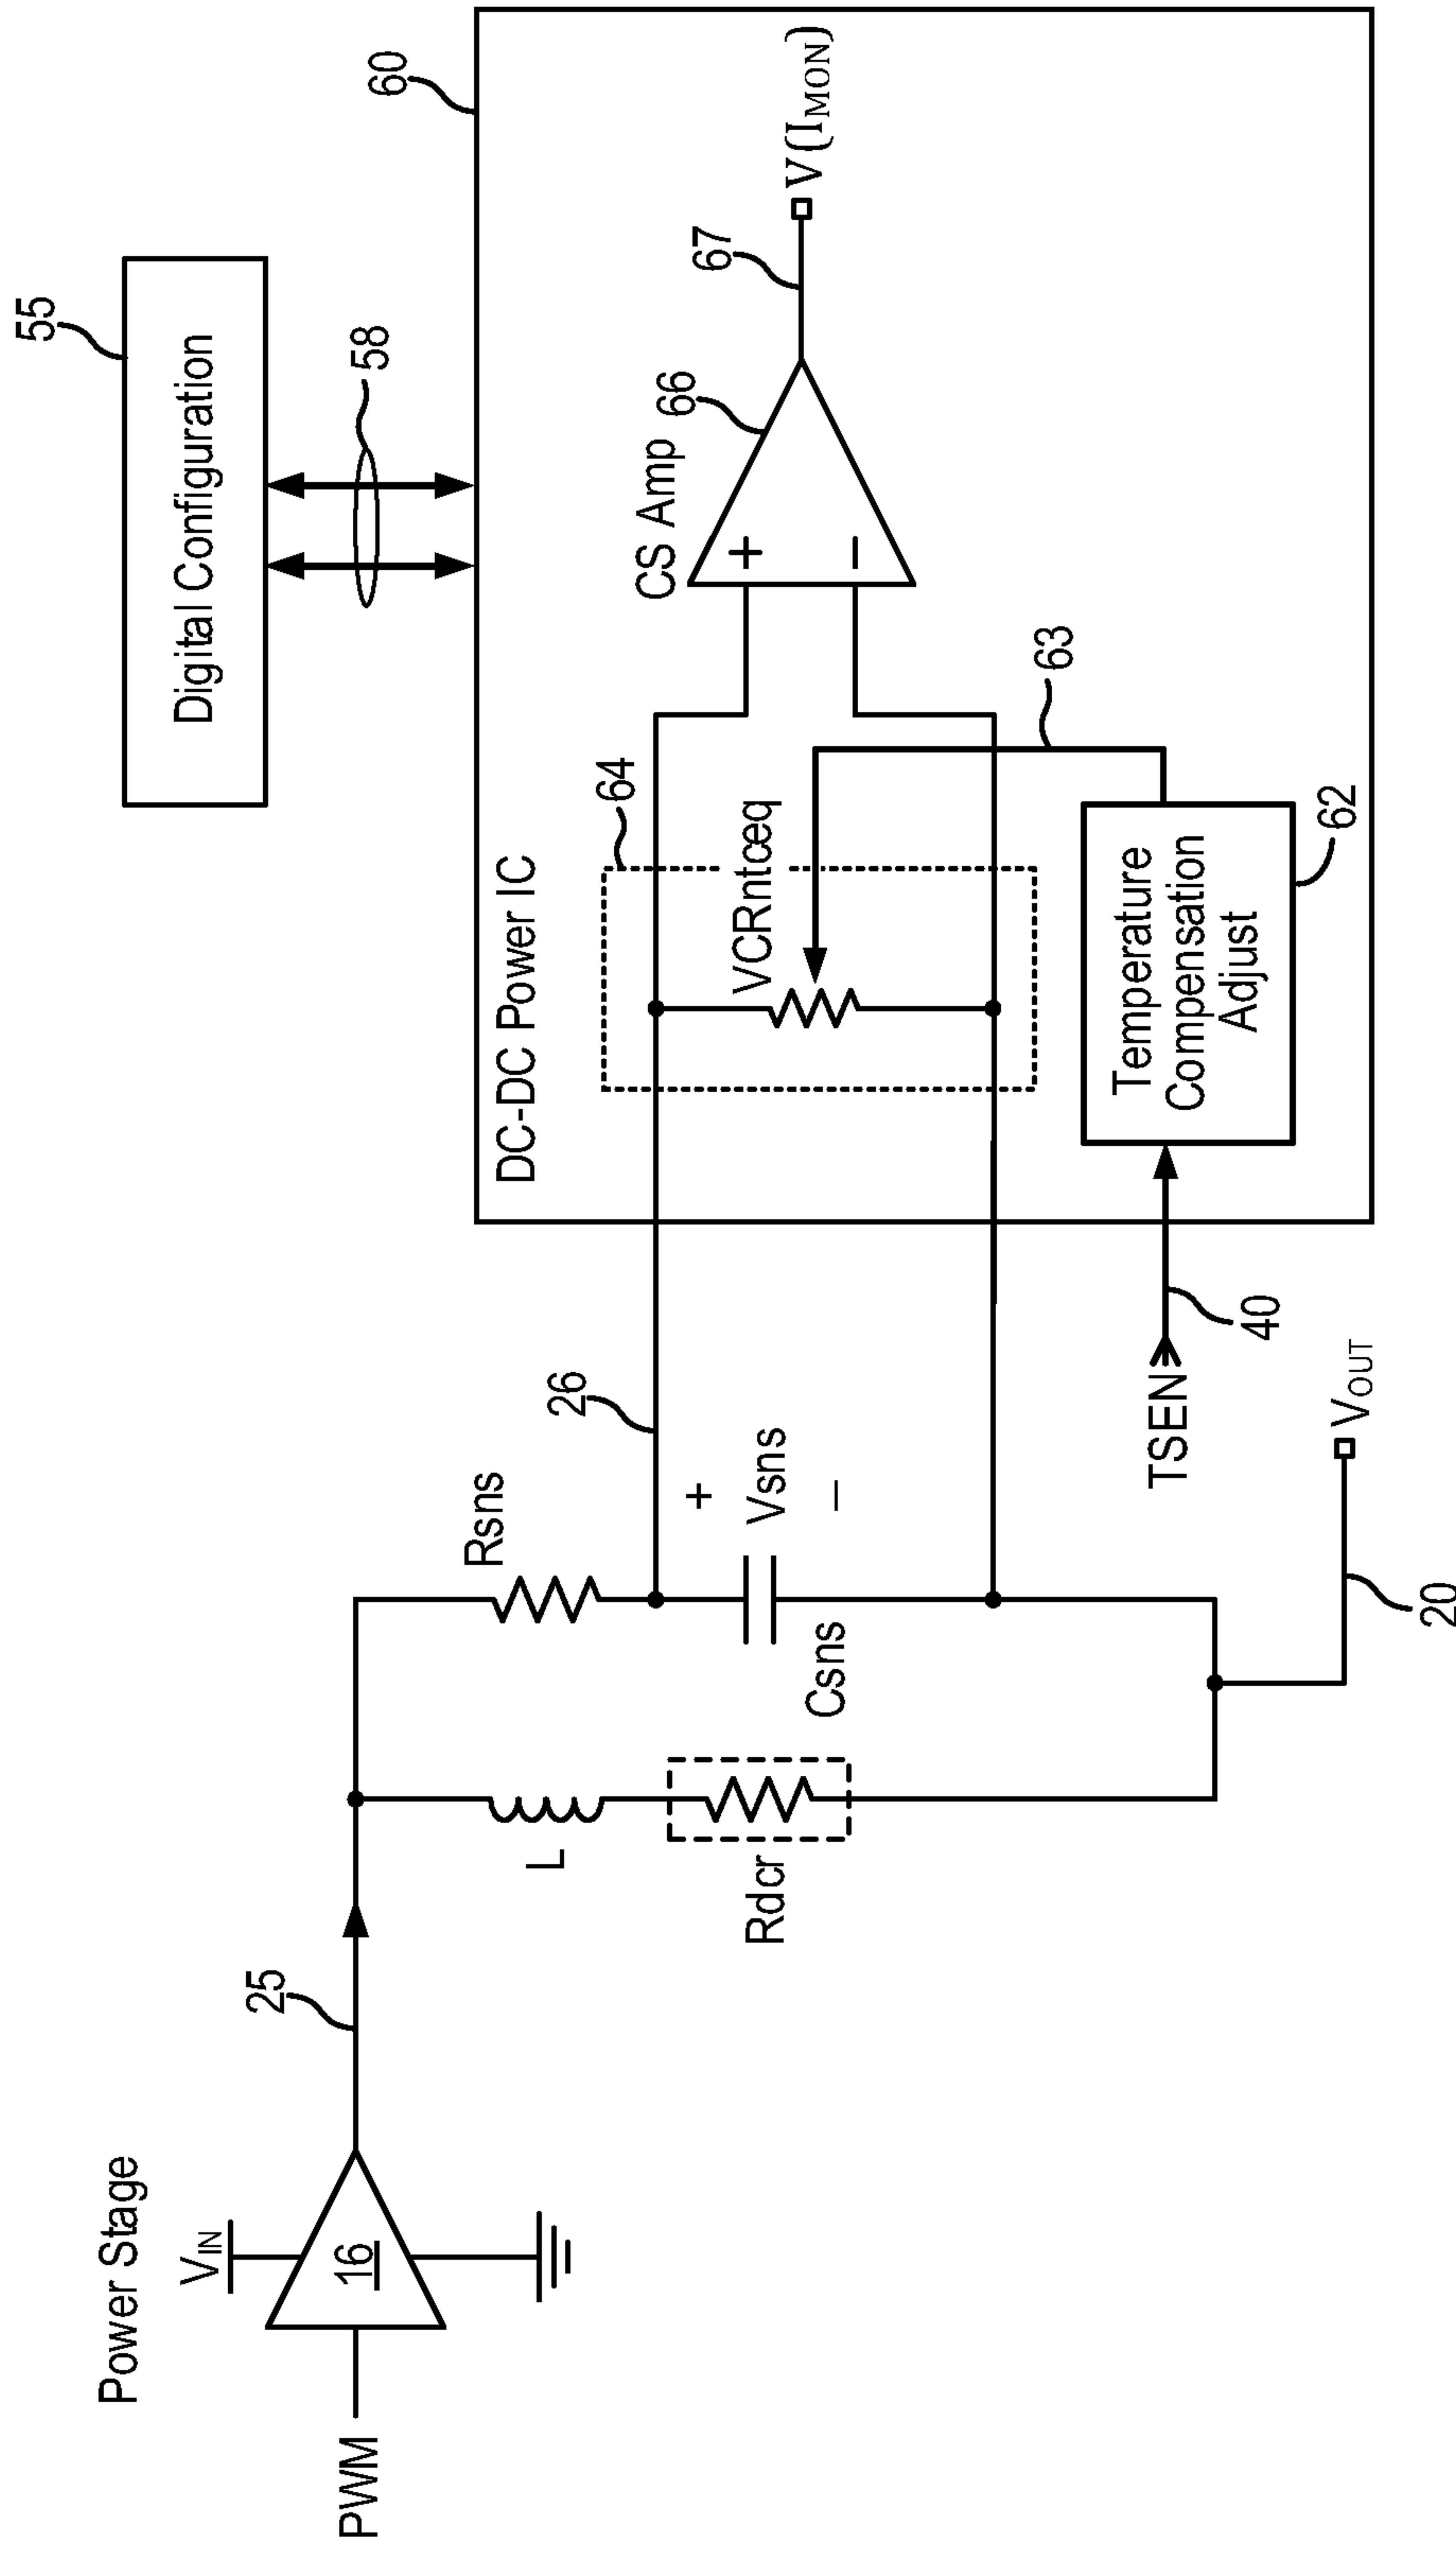 Power Stage
PWM
V_IN
16
25
L
Rdcr
Rsns
Csns
+
Vsns
−
26
20
V_OUT
TSEN
40
55
Digital Configuration
58
60
DC-DC Power IC
64
VCRntceq
63
Temperature
Compensation
Adjust
62
CS Amp
66
+
−
67
V(I_MON)